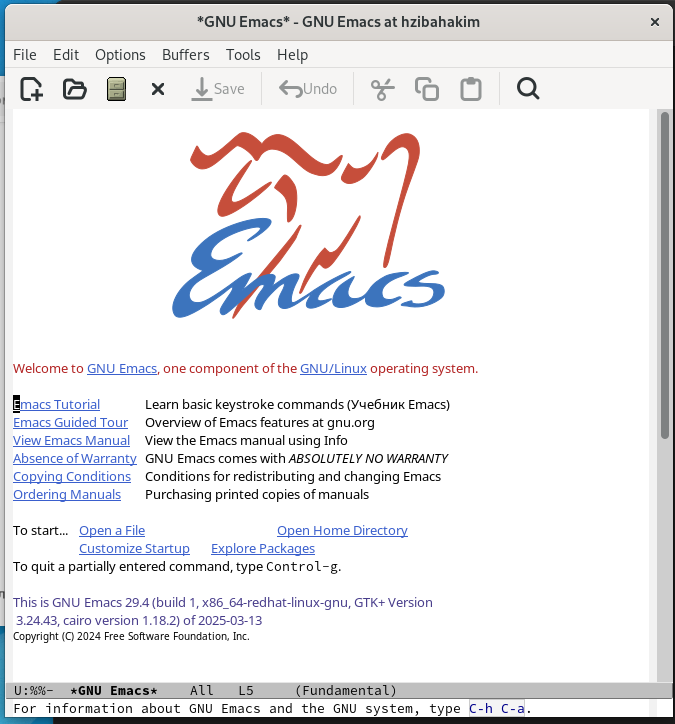 *GNU Emacs* - GNU Emacs at hzibahakim
File Edit Options Buffers Tools Help
Save Undo
Emacs
Welcome to GNU Emacs, one component of the GNU/Linux operating system.
Emacs Tutorial Learn basic keystroke commands (Учебник Emacs)
Emacs Guided Tour Overview of Emacs features at gnu.org
View Emacs Manual View the Emacs manual using Info
Absence of Warranty GNU Emacs comes with ABSOLUTELY NO WARRANTY
Copying Conditions Conditions for redistributing and changing Emacs
Ordering Manuals Purchasing printed copies of manuals
To start... Open a File Open Home Directory
Customize Startup Explore Packages
To quit a partially entered command, type Control-g.
This is GNU Emacs 29.4 (build 1, x86_64-redhat-linux-gnu, GTK+ Version
3.24.43, cairo version 1.18.2) of 2025-03-13
Copyright (C) 2024 Free Software Foundation, Inc.
U:%%- *GNU Emacs* All L5 (Fundamental)
For information about GNU Emacs and the GNU system, type C-h C-a.